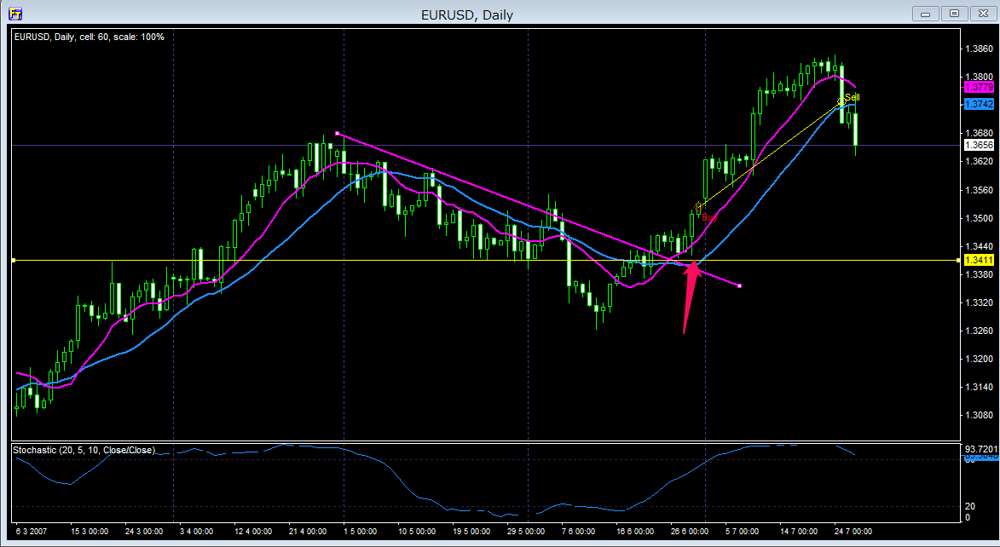 FT
EURUSD, Daily
EURUSD, Daily, cell: 60, scale: 100%
1.3860
1.3800
1.3779
1.3742
1.3680
1.3656
1.3620
1.3560
1.3500
1.3440
1.3411
1.3380
1.3320
1.3260
1.3200
1.3140
1.3080
Sell
Buy
Stochastic (20, 5, 10, Close/Close)
93.7201
80
20
0
6 3 2007
15 3 00:00
24 3 00:00
3 4 00:00
12 4 00:00
21 4 00:00
1 5 00:00
10 5 00:00
19 5 00:00
29 5 00:00
7 6 00:00
16 6 00:00
26 6 00:00
5 7 00:00
14 7 00:00
24 7 00:00